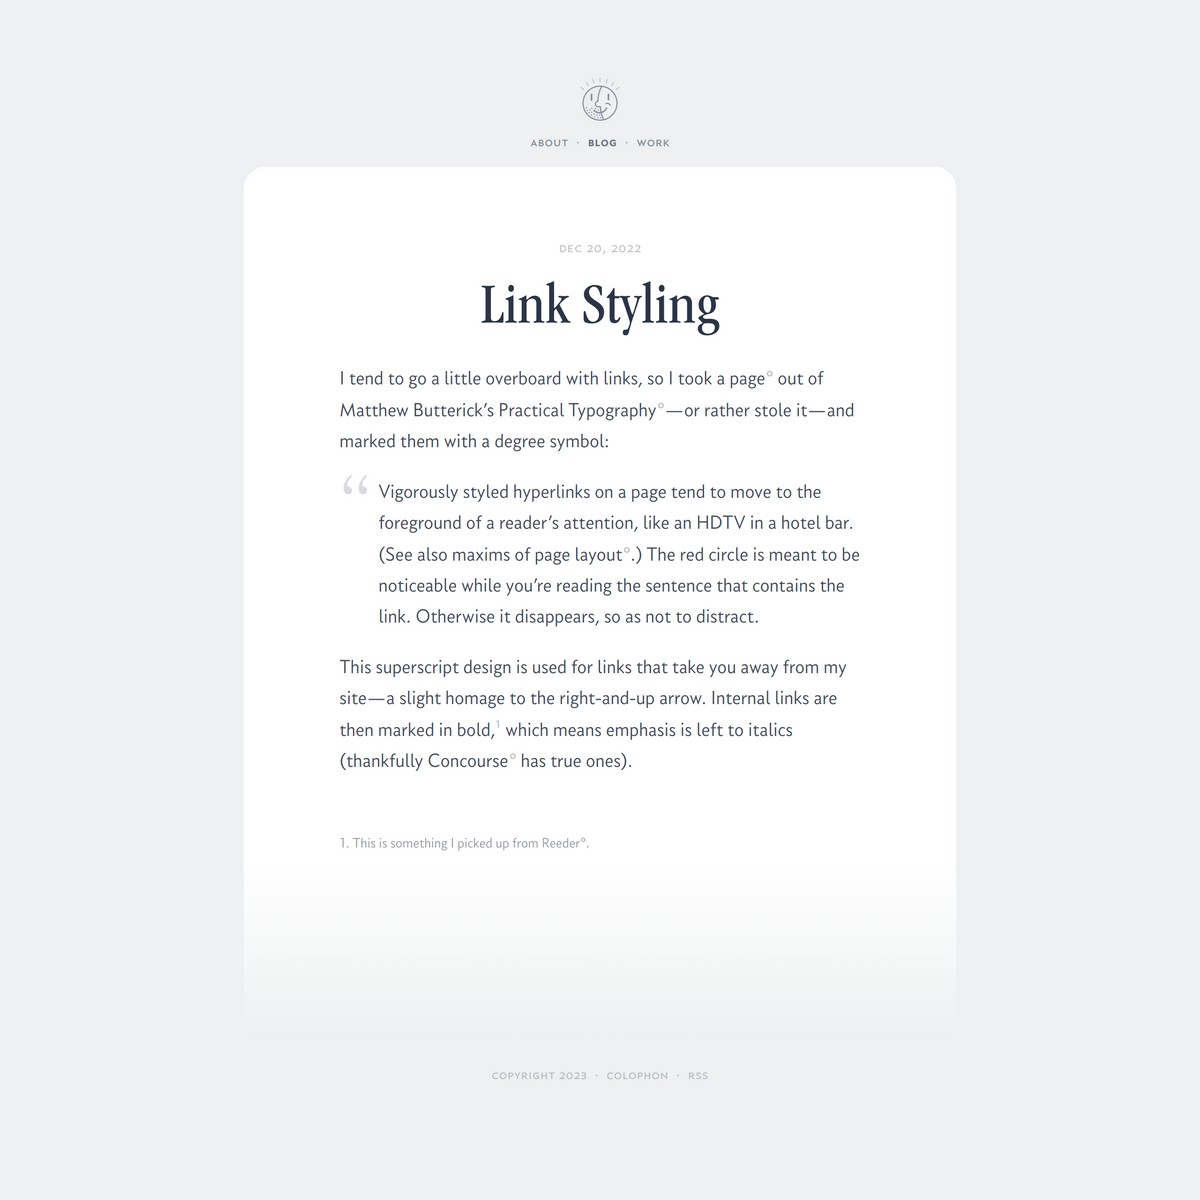 ABOUT · BLOG · WORK
DEC 20, 2022
Link Styling
I tend to go a little overboard with links, so I took a page° out of
Matthew Butterick’s Practical Typography°—or rather stole it—and
marked them with a degree symbol:
“ Vigorously styled hyperlinks on a page tend to move to the
foreground of a reader’s attention, like an HDTV in a hotel bar.
(See also maxims of page layout°.) The red circle is meant to be
noticeable while you’re reading the sentence that contains the
link. Otherwise it disappears, so as not to distract.
This superscript design is used for links that take you away from my
site—a slight homage to the right-and-up arrow. Internal links are
then marked in bold,¹ which means emphasis is left to italics
(thankfully Concourse° has true ones).
1. This is something I picked up from Reeder°.
COPYRIGHT 2023 · COLOPHON · RSS